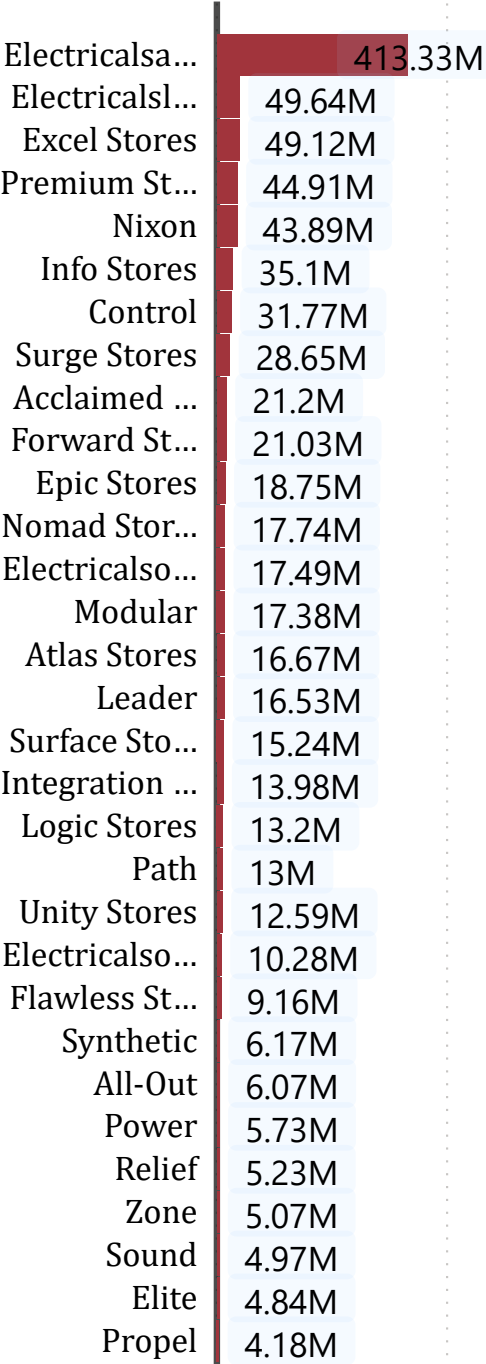 Electricalsa... 413.33M
Electricalsl... 49.64M
Excel Stores 49.12M
Premium St... 44.91M
Nixon 43.89M
Info Stores 35.1M
Control 31.77M
Surge Stores 28.65M
Acclaimed ... 21.2M
Forward St... 21.03M
Epic Stores 18.75M
Nomad Stor... 17.74M
Electricalso... 17.49M
Modular 17.38M
Atlas Stores 16.67M
Leader 16.53M
Surface Sto... 15.24M
Integration ... 13.98M
Logic Stores 13.2M
Path 13M
Unity Stores 12.59M
Electricalso... 10.28M
Flawless St... 9.16M
Synthetic 6.17M
All-Out 6.07M
Power 5.73M
Relief 5.23M
Zone 5.07M
Sound 4.97M
Elite 4.84M
Propel 4.18M